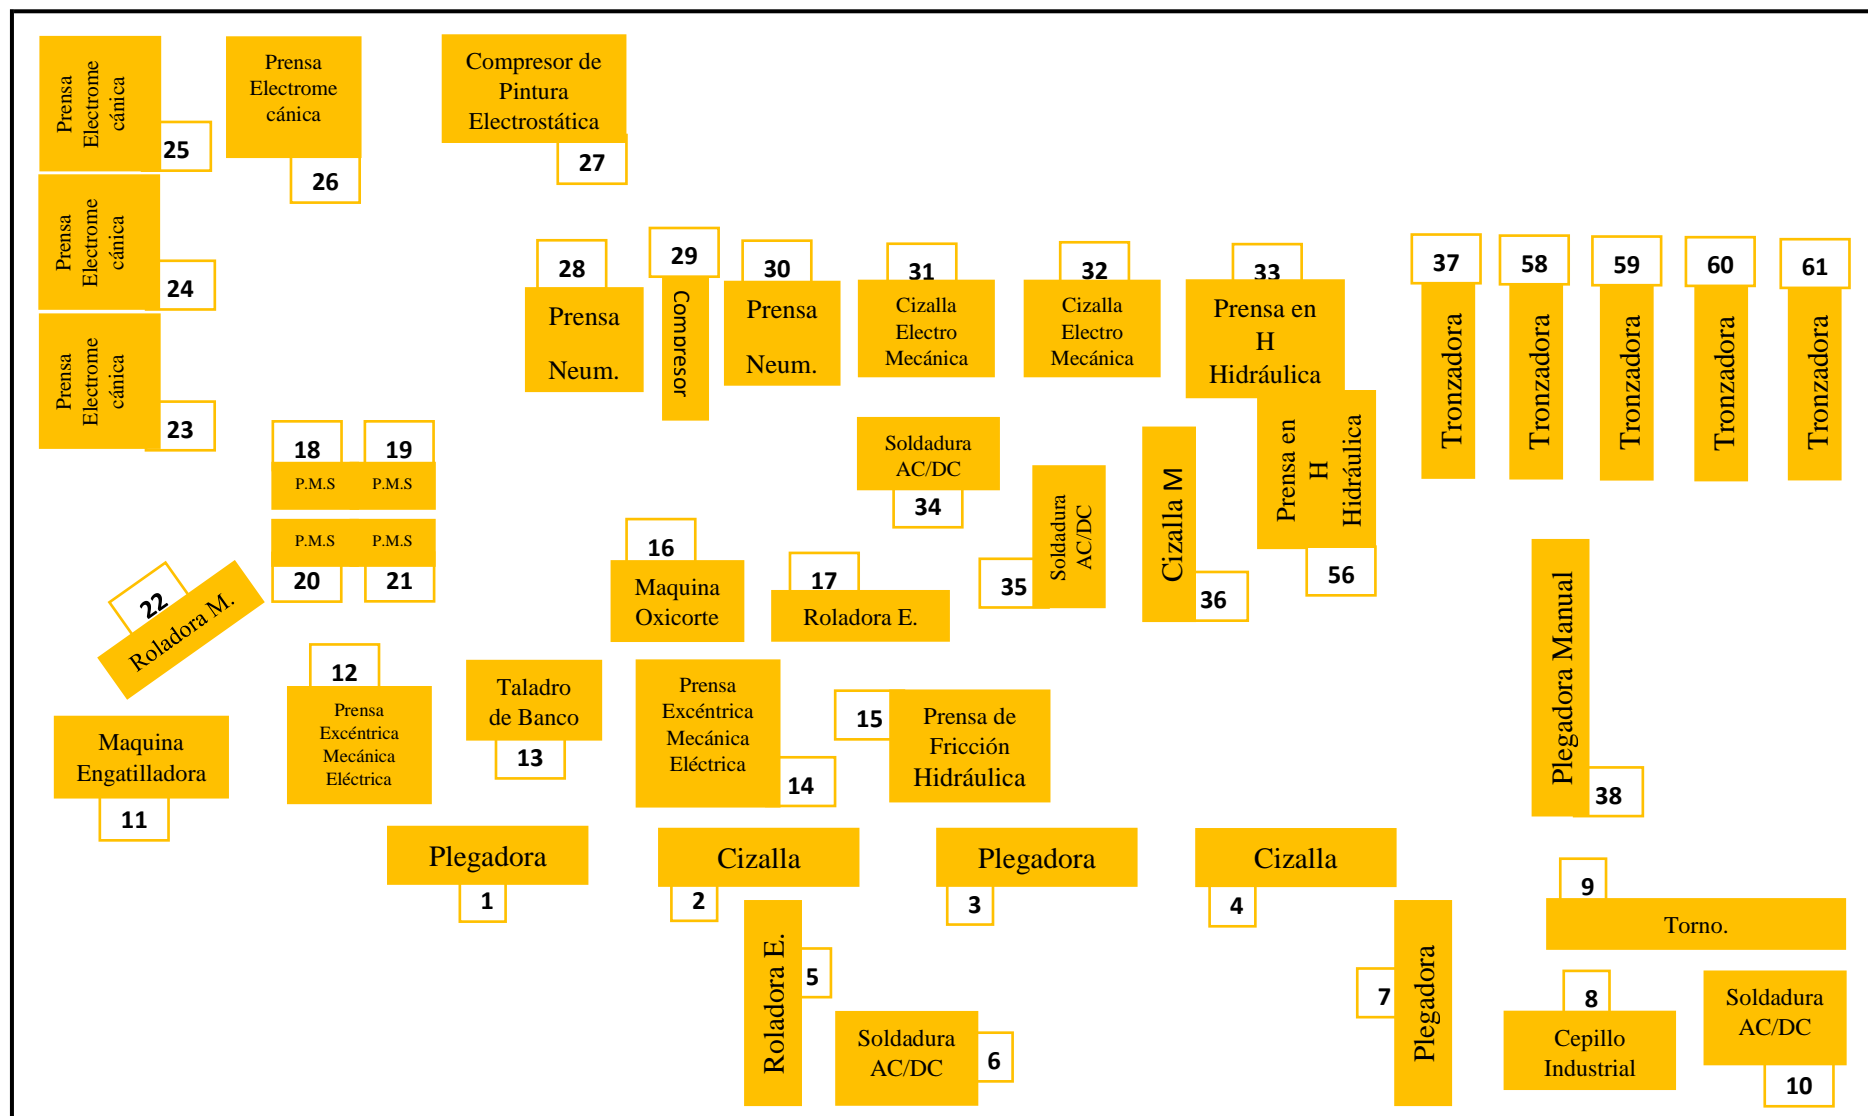 Prensa
Electrome
cánica
25
Prensa
Electrome
cánica
26
Compresor de
Pintura
Electrostática
27
Prensa
Electrome
cánica
24
Prensa
Electrome
cánica
23
28
Prensa
Neum.
29
Compresor
30
Prensa
Neum.
31
Cizalla
Electro
Mecánica
32
Cizalla
Electro
Mecánica
33
Prensa en
H
Hidráulica
37
Tronzadora
58
Tronzadora
59
Tronzadora
60
Tronzadora
61
Tronzadora
18
19
P.M.S
P.M.S
P.M.S
P.M.S
20
21
Soldadura
AC/DC
34
Soldadura
AC/DC
35
Cizalla M
36
Prensa en
H
Hidráulica
56
22
Roladora M.
16
Maquina
Oxicorte
17
Roladora E.
Plegadora Manual
38
Maquina
Engatilladora
11
12
Prensa
Excéntrica
Mecánica
Eléctrica
Taladro
de Banco
13
Prensa
Excéntrica
Mecánica
Eléctrica
14
15
Prensa de
Fricción
Hidráulica
Plegadora
1
Cizalla
2
Plegadora
3
Cizalla
4
Roladora E.
5
Soldadura
AC/DC
6
7
Plegadora
9
Torno.
8
Cepillo
Industrial
Soldadura
AC/DC
10